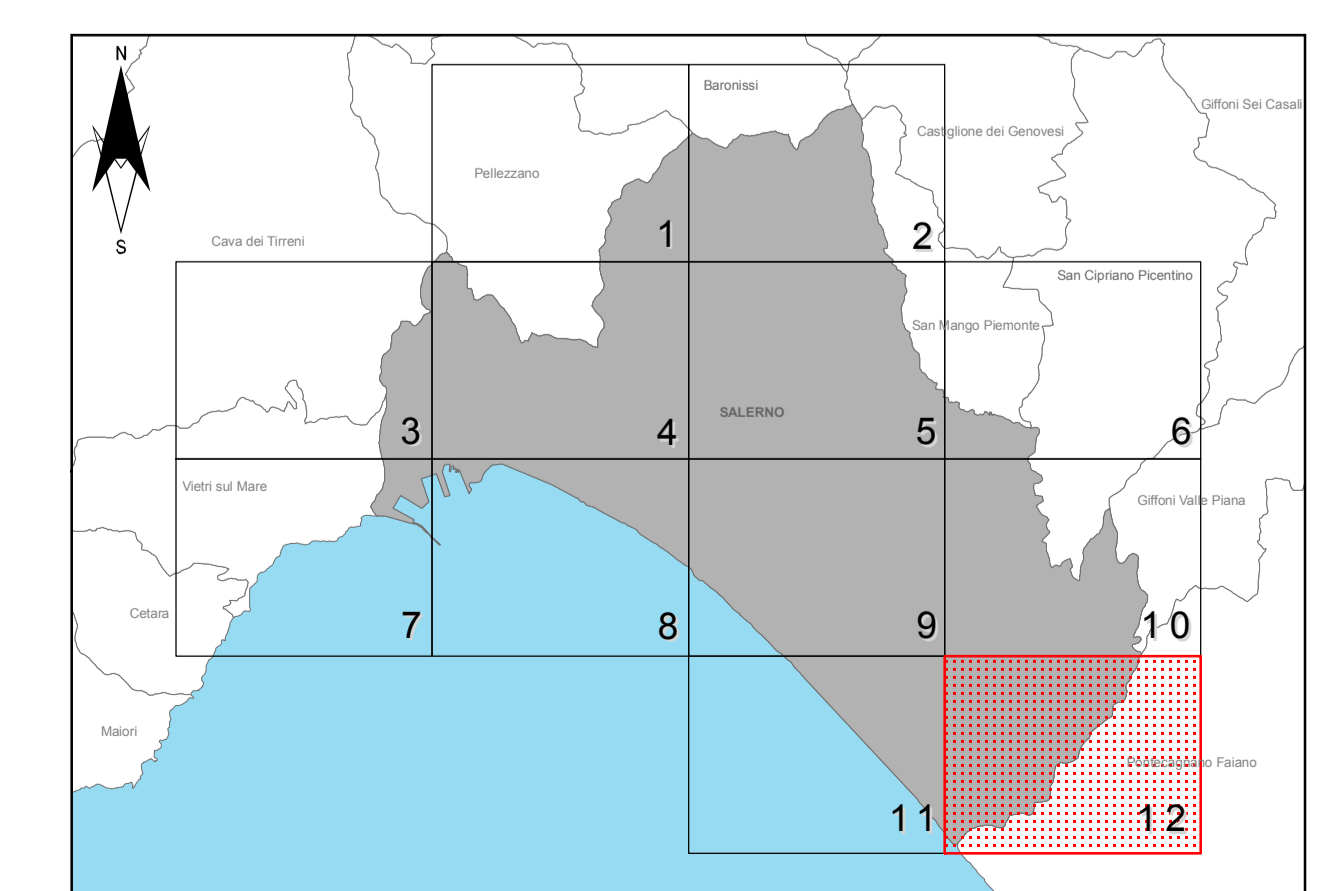 N
Baronissi
Giffoni Sei Casali
Castiglione dei Genovesi
Pellezzano
S
Cava dei Tirreni
1
2
San Cipriano Picentino
San Mango Piemonte
SALERNO
3
4
5
6
Vietri sul Mare
Giffoni Valle Piana
Cetara
7
8
9
10
Maiori
Pontecagnano Faiano
11
12